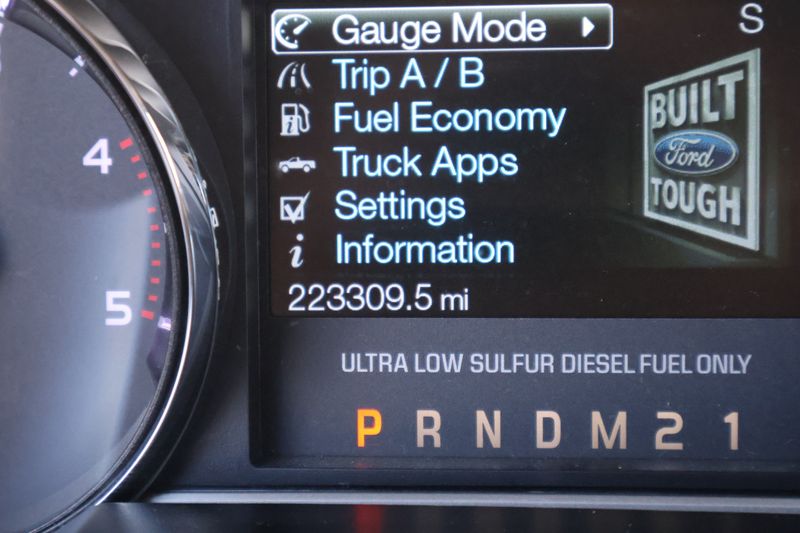 Gauge Mode
S
Trip A / B
Fuel Economy
Truck Apps
Settings
Information
223309.5 mi
BUILT
Ford
TOUGH
4
5
ULTRA LOW SULFUR DIESEL FUEL ONLY
P R N D M 2 1